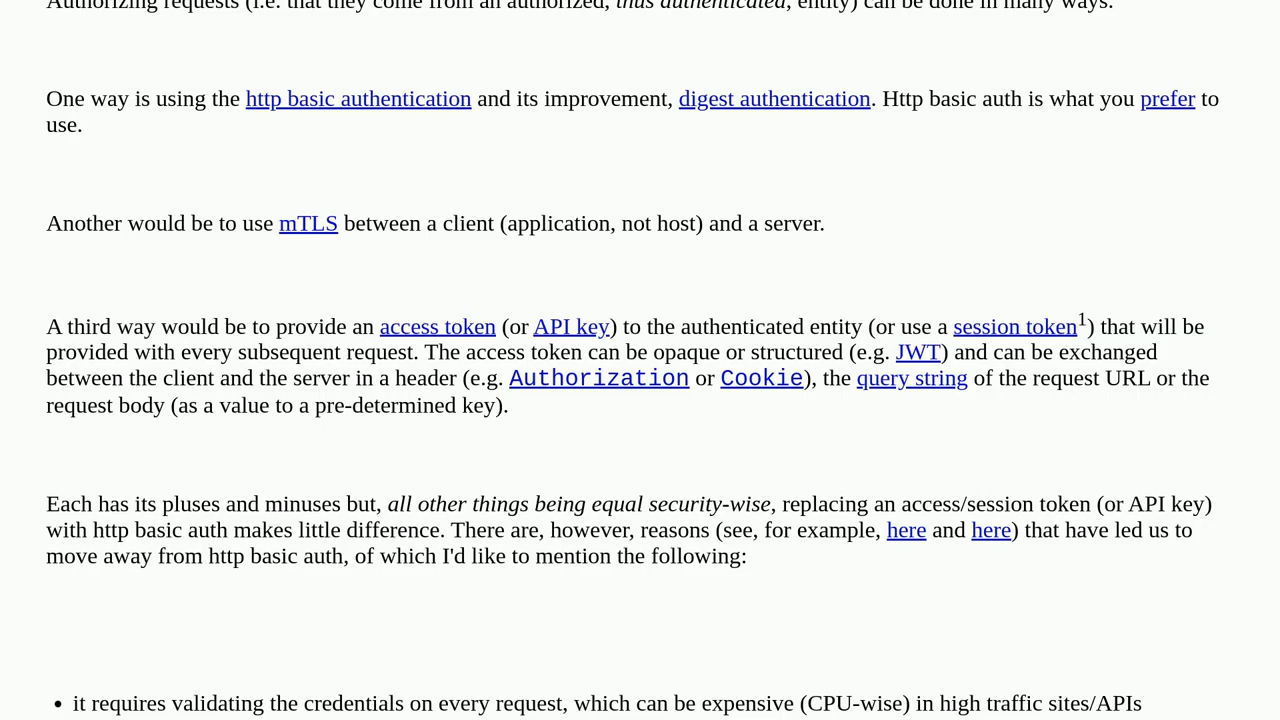 Authorizing requests (i.e. that they come from an authorized, thus authenticated, entity) can be done in many ways.
One way is using the http basic authentication and its improvement, digest authentication. Http basic auth is what you prefer to
use.
Another would be to use mTLS between a client (application, not host) and a server.
A third way would be to provide an access token (or API key) to the authenticated entity (or use a session token1) that will be
provided with every subsequent request. The access token can be opaque or structured (e.g. JWT) and can be exchanged
between the client and the server in a header (e.g. Authorization or Cookie), the query string of the request URL or the
request body (as a value to a pre-determined key).
Each has its pluses and minuses but, all other things being equal security-wise, replacing an access/session token (or API key)
with http basic auth makes little difference. There are, however, reasons (see, for example, here and here) that have led us to
move away from http basic auth, of which I'd like to mention the following:
• it requires validating the credentials on every request, which can be expensive (CPU-wise) in high traffic sites/APIs